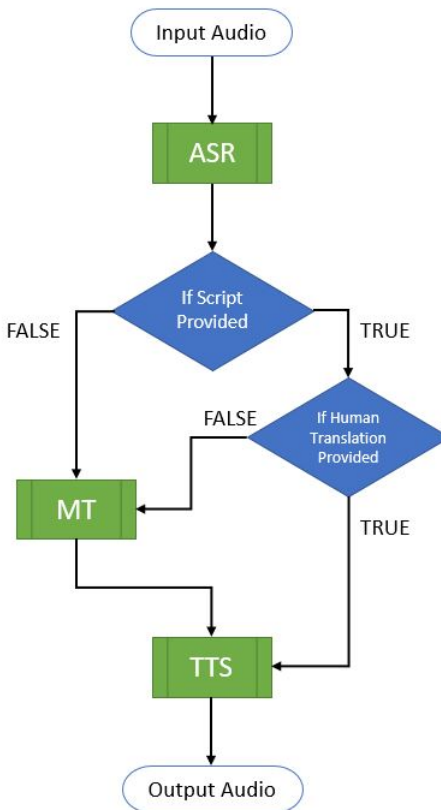 Input Audio
ASR
If Script
Provided
FALSE
TRUE
FALSE
If Human
Translation
Provided
MT
TRUE
TTS
Output Audio